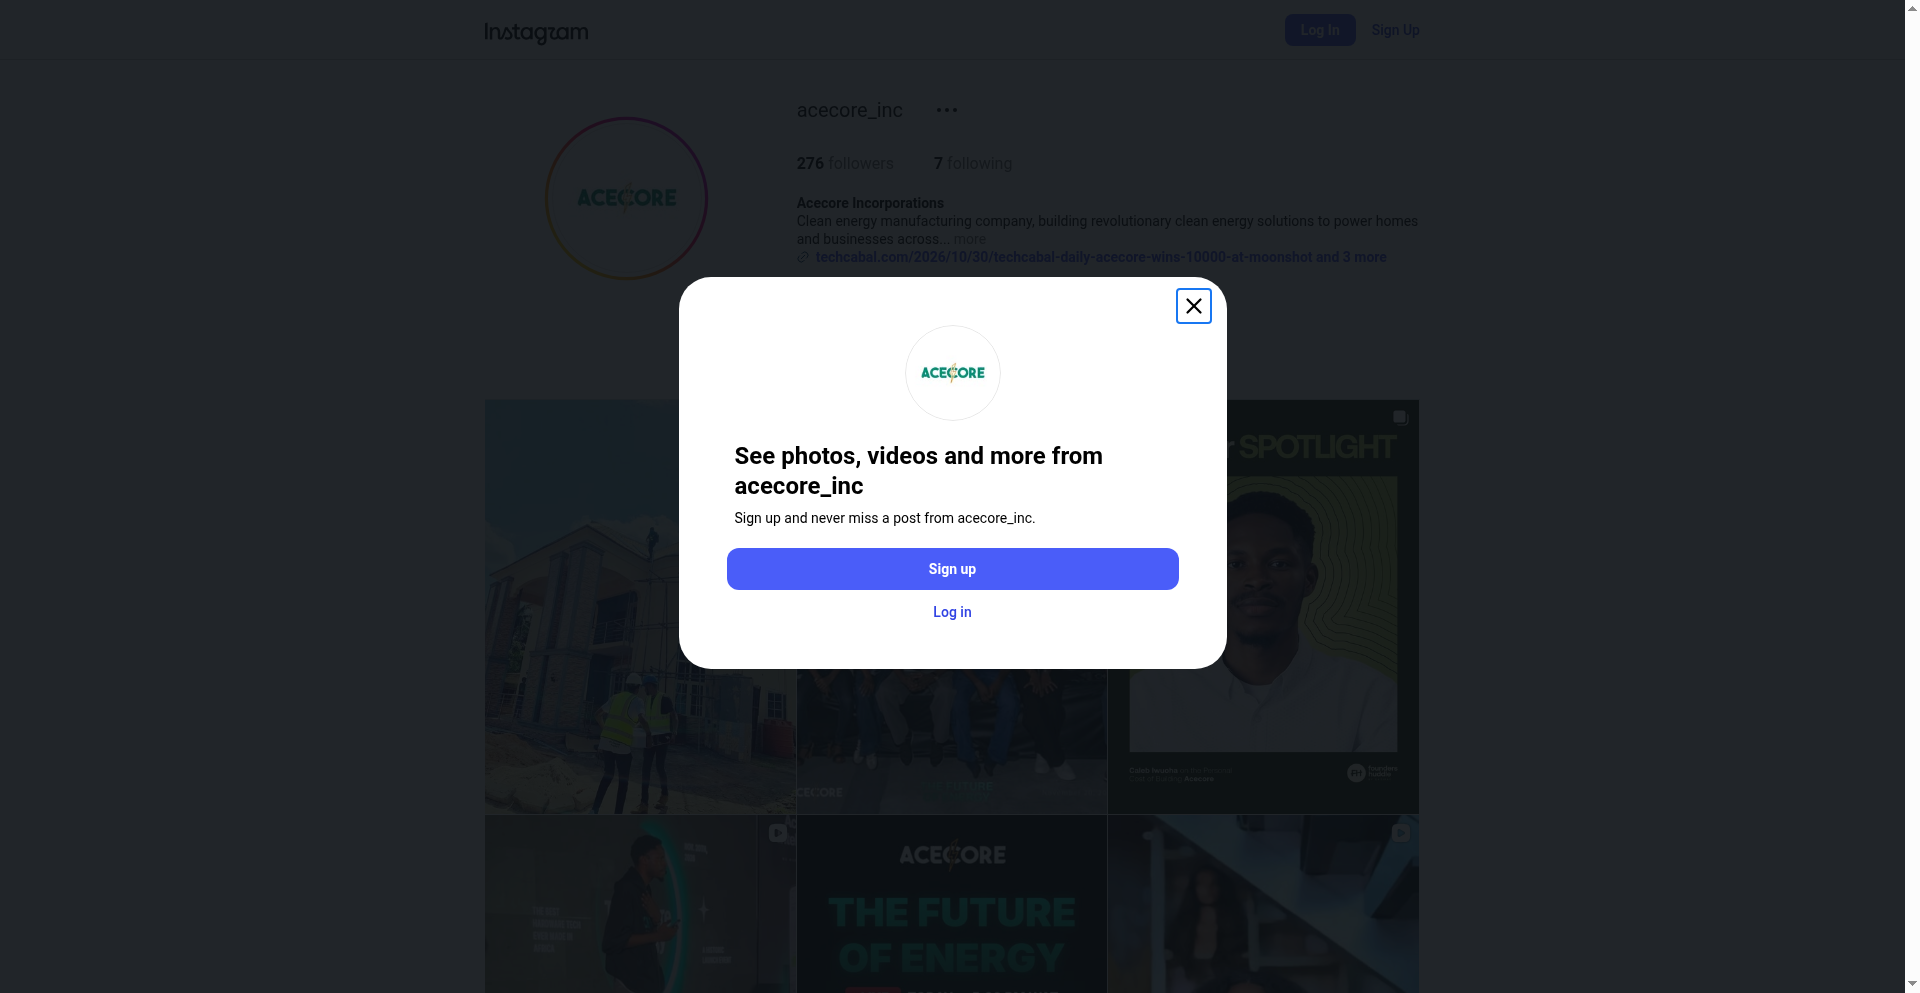 Instagram
Log In
Sign Up
acecore_inc
276 followers
7 following
Acecore Incorporations
Clean energy manufacturing company, building revolutionary clean energy solutions to power homes
and businesses across... more
techcabal.com/2026/10/30/techcabal-daily-acecore-wins-10000-at-moonshot and 3 more
ACECORE
ACECORE
See photos, videos and more from
acecore_inc
Sign up and never miss a post from acecore_inc.
Sign up
Log in
SPOTLIGHT
FH
ACECORE
THE FUTURE
OF ENERGY